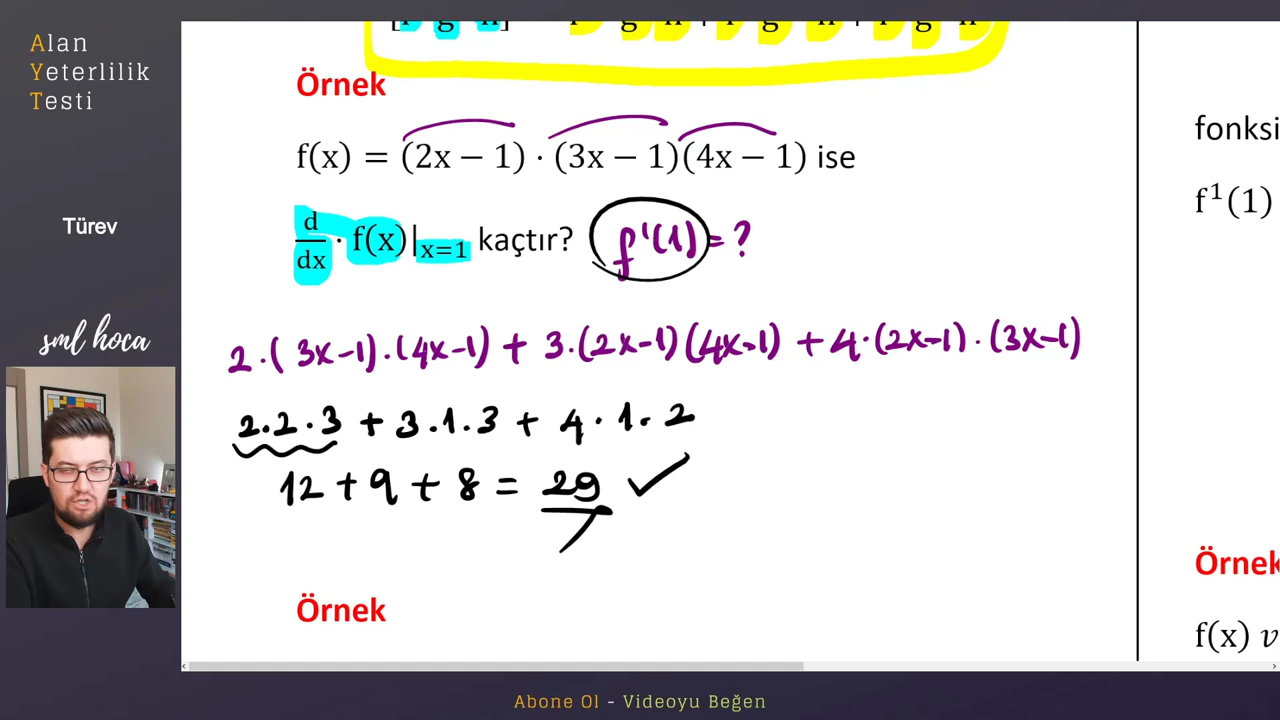 Alan
Yeterlilik
Testi
Türev
sml hoca
Örnek
f(x) = (2x − 1) · (3x − 1)(4x − 1) ise
d/dx · f(x)|x=1 kaçtır? f'(1) = ?
2·(3x−1)·(4x−1) + 3·(2x−1)(4x−1) + 4·(2x−1)·(3x−1)
2·2·3 + 3·1·3 + 4·1·2
12 + 9 + 8 = 29
Örnek
fonksi
f¹(1)
Örnek
f(x) v
Abone Ol - Videoyu Beğen